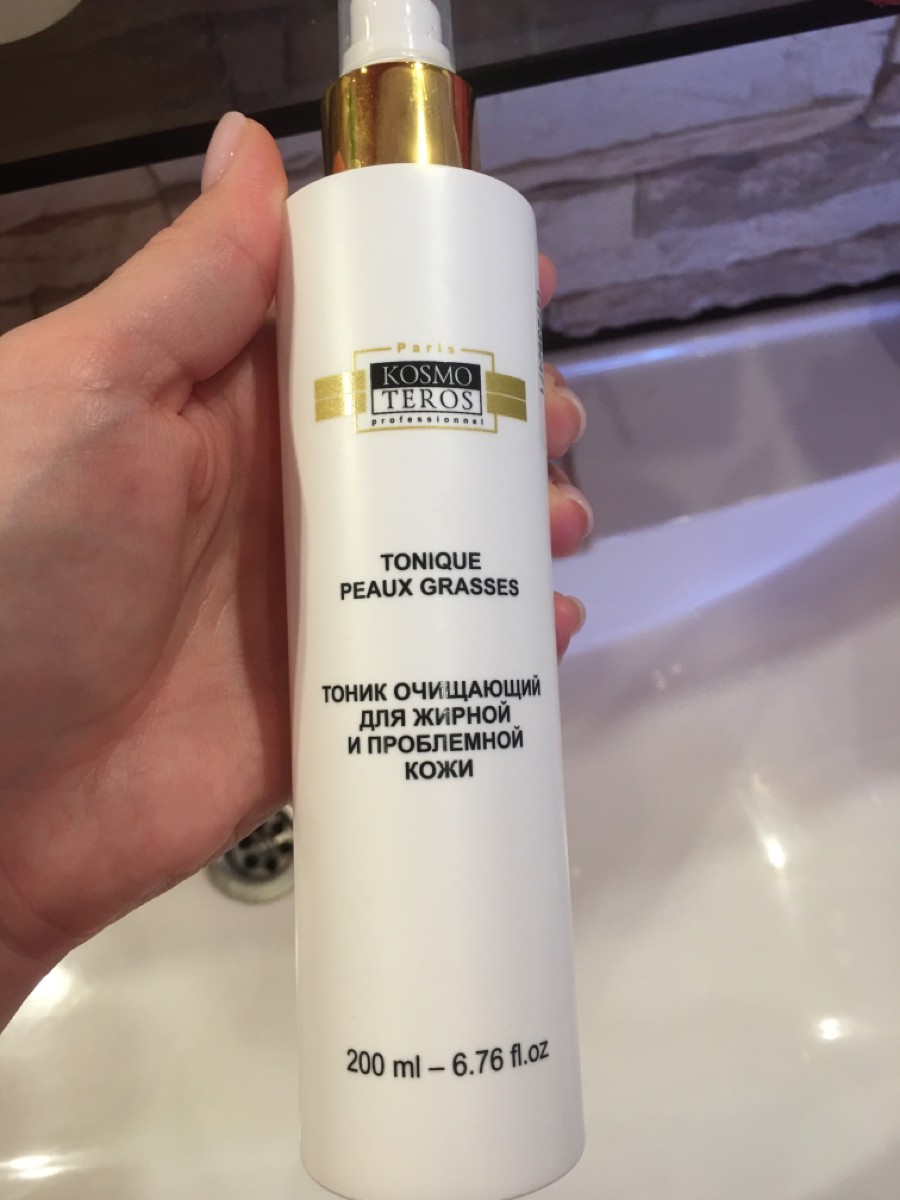 Paris
KOSMO
TEROS
professionnel
TONIQUE
PEAUX GRASSES
ТОНИК ОЧИЩАЮЩИЙ
ДЛЯ ЖИРНОЙ
И ПРОБЛЕМНОЙ
КОЖИ
200 ml – 6.76 fl.oz